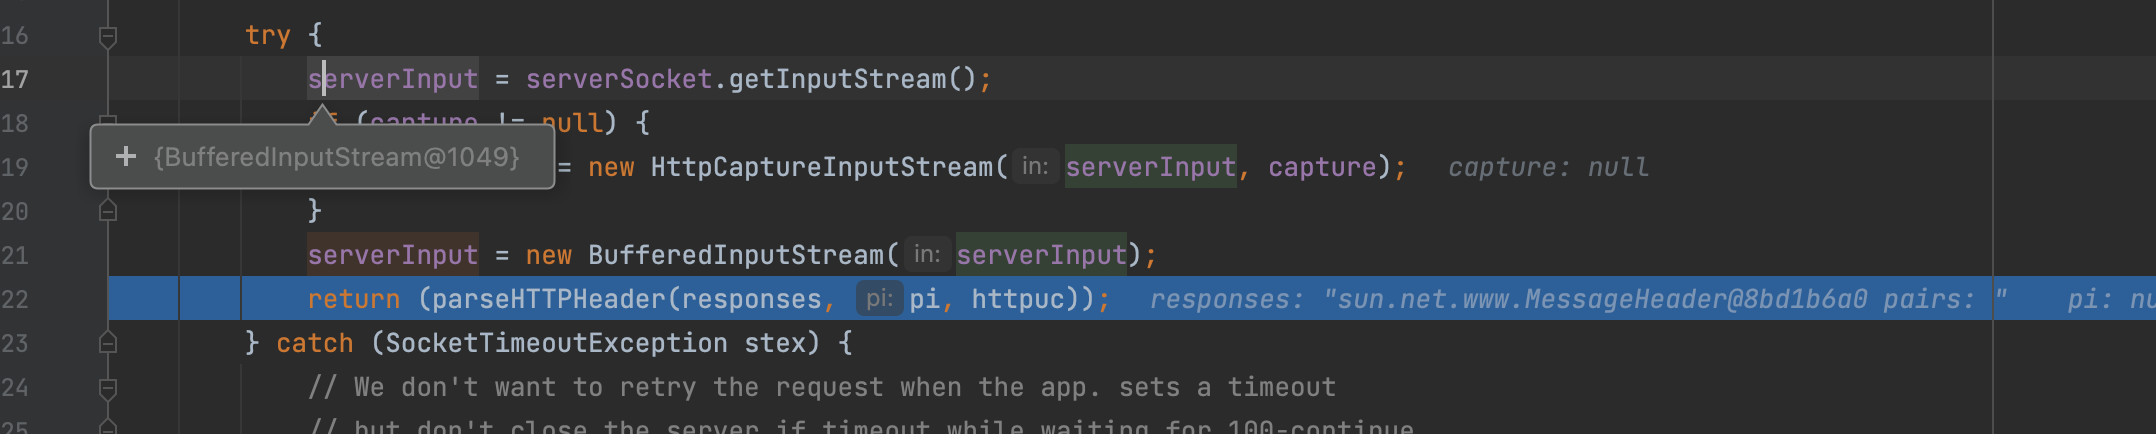 16 try {
17 serverInput = serverSocket.getInputStream();
18 (capture != null) {
+ {BufferedInputStream@1049}
19 = new HttpCaptureInputStream( in: serverInput, capture); capture: null
20 }
21 serverInput = new BufferedInputStream( in: serverInput);
22 return (parseHTTPHeader(responses, pi: pi, httpuc)); responses: "sun.net.www.MessageHeader@8bd1b6a0 pairs: " pi: nu
23 } catch (SocketTimeoutException stex) {
24 // We don't want to retry the request when the app. sets a timeout
25 // but don't close the server if timeout while waiting for 100-continue